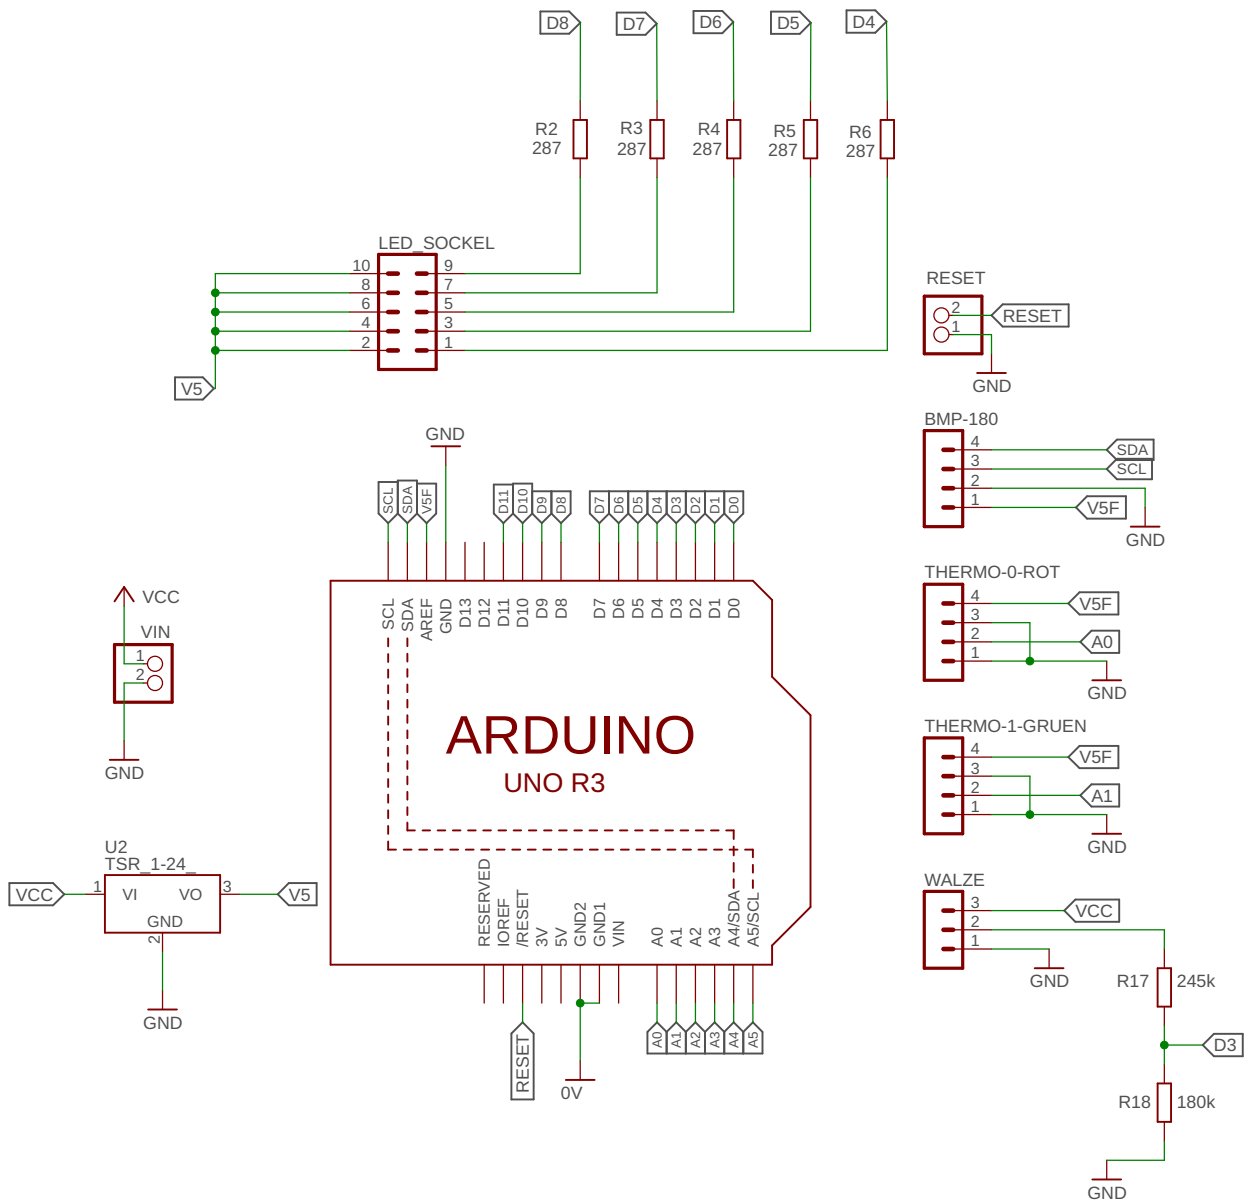 D8 D7 D6 D5 D4
R2 R3 R4 R5 R6
287 287 287 287 287
LED_SOCKEL
10 9
8 7
6 5
4 3
2 1
V5
RESET
2 RESET
1
GND
BMP-180
4 SDA
3 SCL
2
1 V5F
GND
GND
SCL SDA V5F D11 D10 D9 D8 D7 D6 D5 D4 D3 D2 D1 D0
SCL SDA AREF GND D13 D12 D11 D10 D9 D8 D7 D6 D5 D4 D3 D2 D1 D0
THERMO-0-ROT
4 V5F
3
2 A0
1
GND
VCC
VIN
1
2
GND
ARDUINO
UNO R3
THERMO-1-GRUEN
4 V5F
3
2 A1
1
GND
U2
TSR_1-24_
VCC 1 VI VO 3 V5
GND
2
GND
RESERVED IOREF /RESET 3V 5V GND2 GND1 VIN A0 A1 A2 A3 A4/SDA A5/SCL
RESET A0 A1 A2 A3 A4 A5
0V
WALZE
3 VCC
2
1
GND
R17 245k
D3
R18 180k
GND